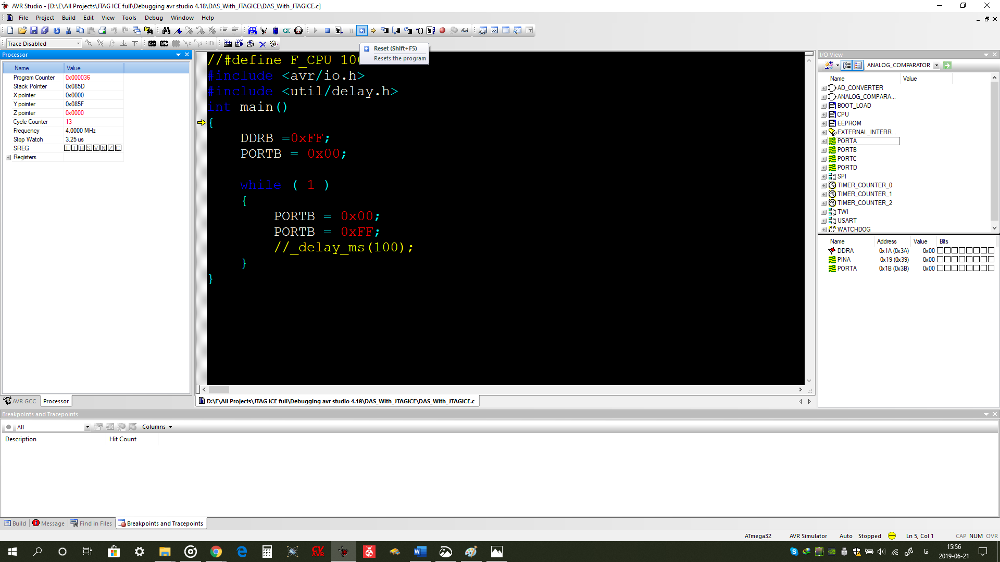 AVR Studio - [D:\E\All Projects\JTAG ICE full\Debugging avr studio 4.18\DAS_With_JTAGICE\DAS_With_JTAGICE.c]
File Project Build Edit View Tools Debug Window Help
Trace Disabled
Con AVR AUTO
Reset (Shift+F5)
Resets the program
Processor
Name Value
Program Counter 0x000036
Stack Pointer 0x085D
X pointer 0x0000
Y pointer 0x085F
Z pointer 0x0000
Cycle Counter 13
Frequency 4.0000 MHz
Stop Watch 3.25 us
SREG I T H S V N Z C
Registers
AVR GCC Processor
//#define F_CPU 10
#include <avr/io.h>
#include <util/delay.h>
int main()
{
DDRB =0xFF;
PORTB = 0x00;
while ( 1 )
{
PORTB = 0x00;
PORTB = 0xFF;
//_delay_ms(100);
}
}
D:\E\All Projects\JTAG ICE full\Debugging avr studio 4.18\DAS_With_JTAGICE\DAS_With_JTAGICE.c
I/O View
ANALOG_COMPARATOR
Name Value
AD_CONVERTER
ANALOG_COMPARA...
BOOT_LOAD
CPU
EEPROM
EXTERNAL_INTERR...
PORTA
PORTB
PORTC
PORTD
SPI
TIMER_COUNTER_0
TIMER_COUNTER_1
TIMER_COUNTER_2
TWI
USART
WATCHDOG
Name Address Value Bits
DDRA 0x1A (0x3A) 0x00
PINA 0x19 (0x39) 0x00
PORTA 0x1B (0x3B) 0x00
Breakpoints and Tracepoints
All Columns
Description Hit Count
Build Message Find in Files Breakpoints and Tracepoints
ATmega32 AVR Simulator Auto Stopped Ln 5, Col 1 CAP NUM OVR
CV AVR
فا
15:56
2019-06-21